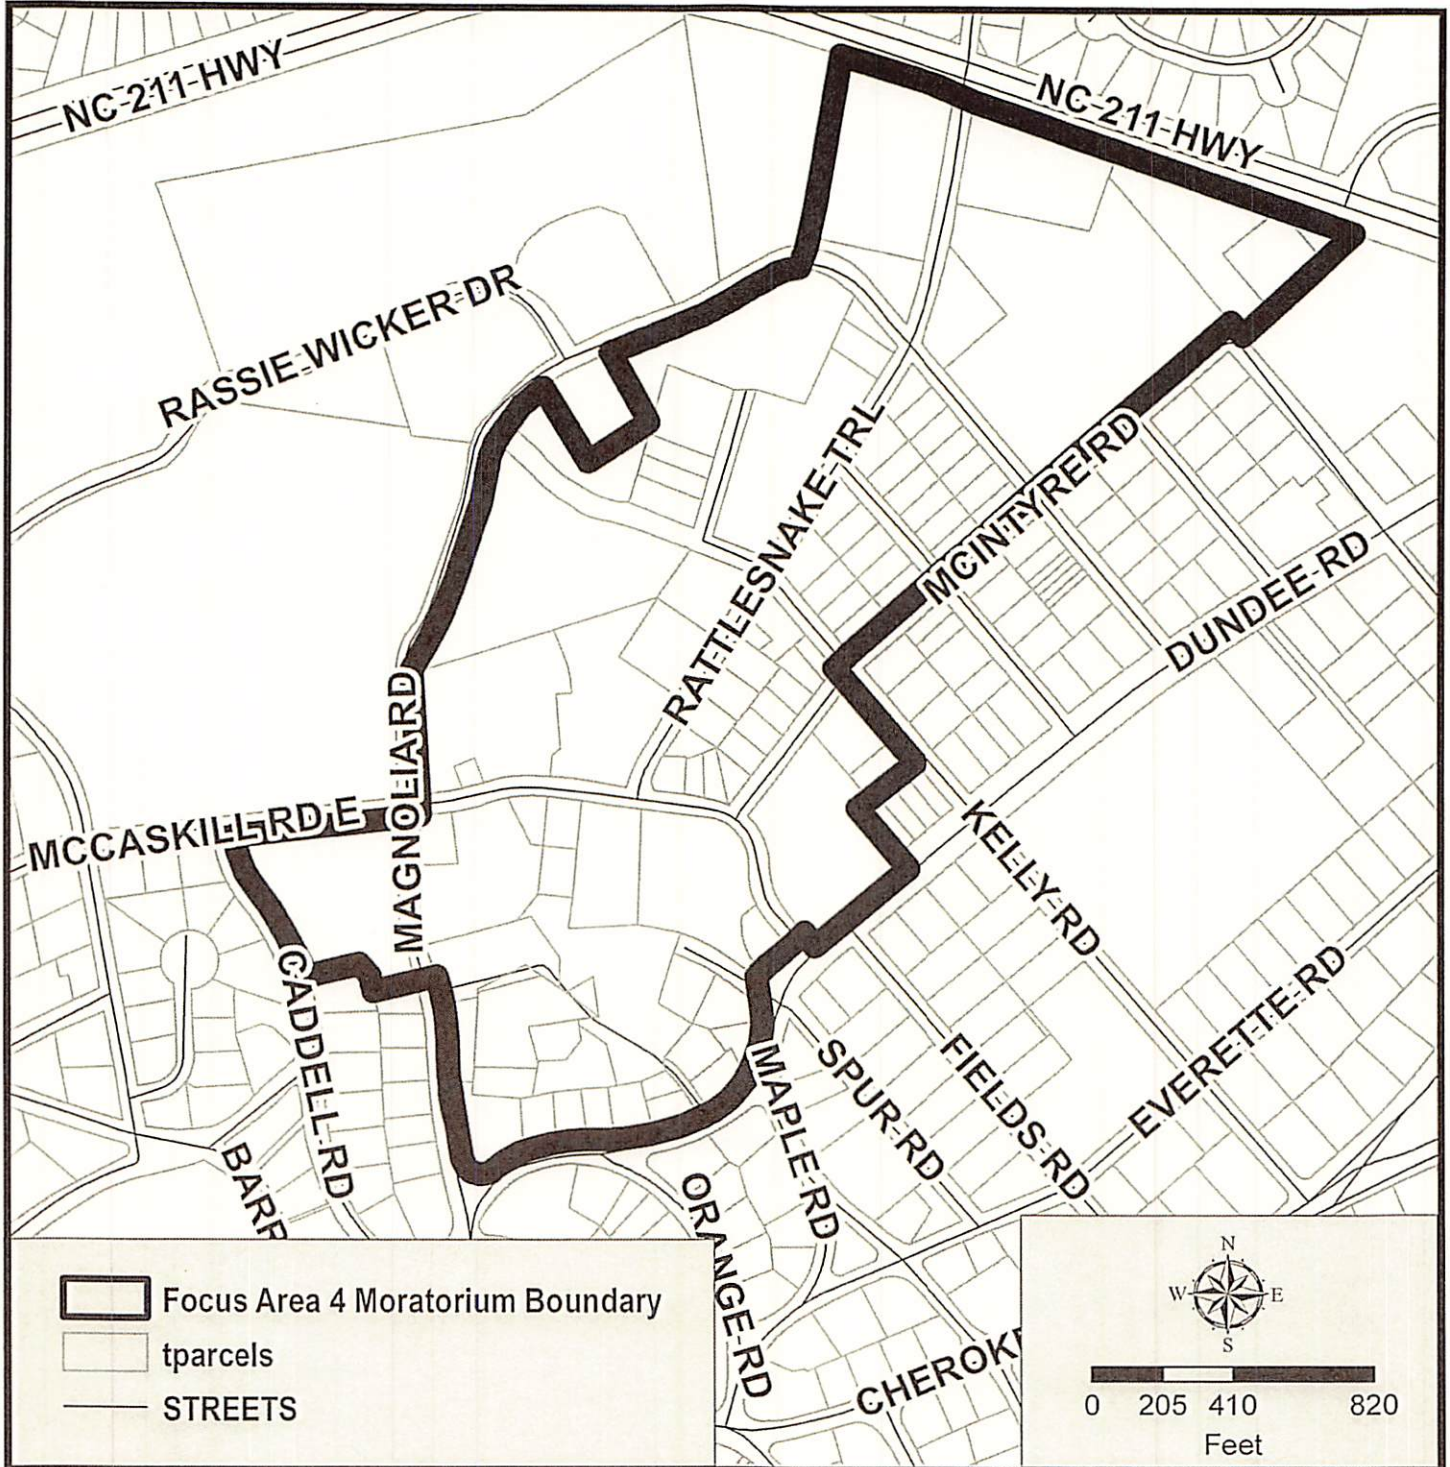 NC 211 HWY
NC 211 HWY
RASSIE WICKER DR
RATTLESNAKE TRL
MCINTYRE RD
DUNDEE RD
MAGNOLIA RD
MCCASKILL RD E
KELLY RD
CADDELL RD
MAPLE RD
SPUR RD
FIELDS RD
EVERETTE RD
BARR
ORANGE RD
CHEROK
Focus Area 4 Moratorium Boundary
tparcels
STREETS
N
W E
S
0 205 410 820
Feet